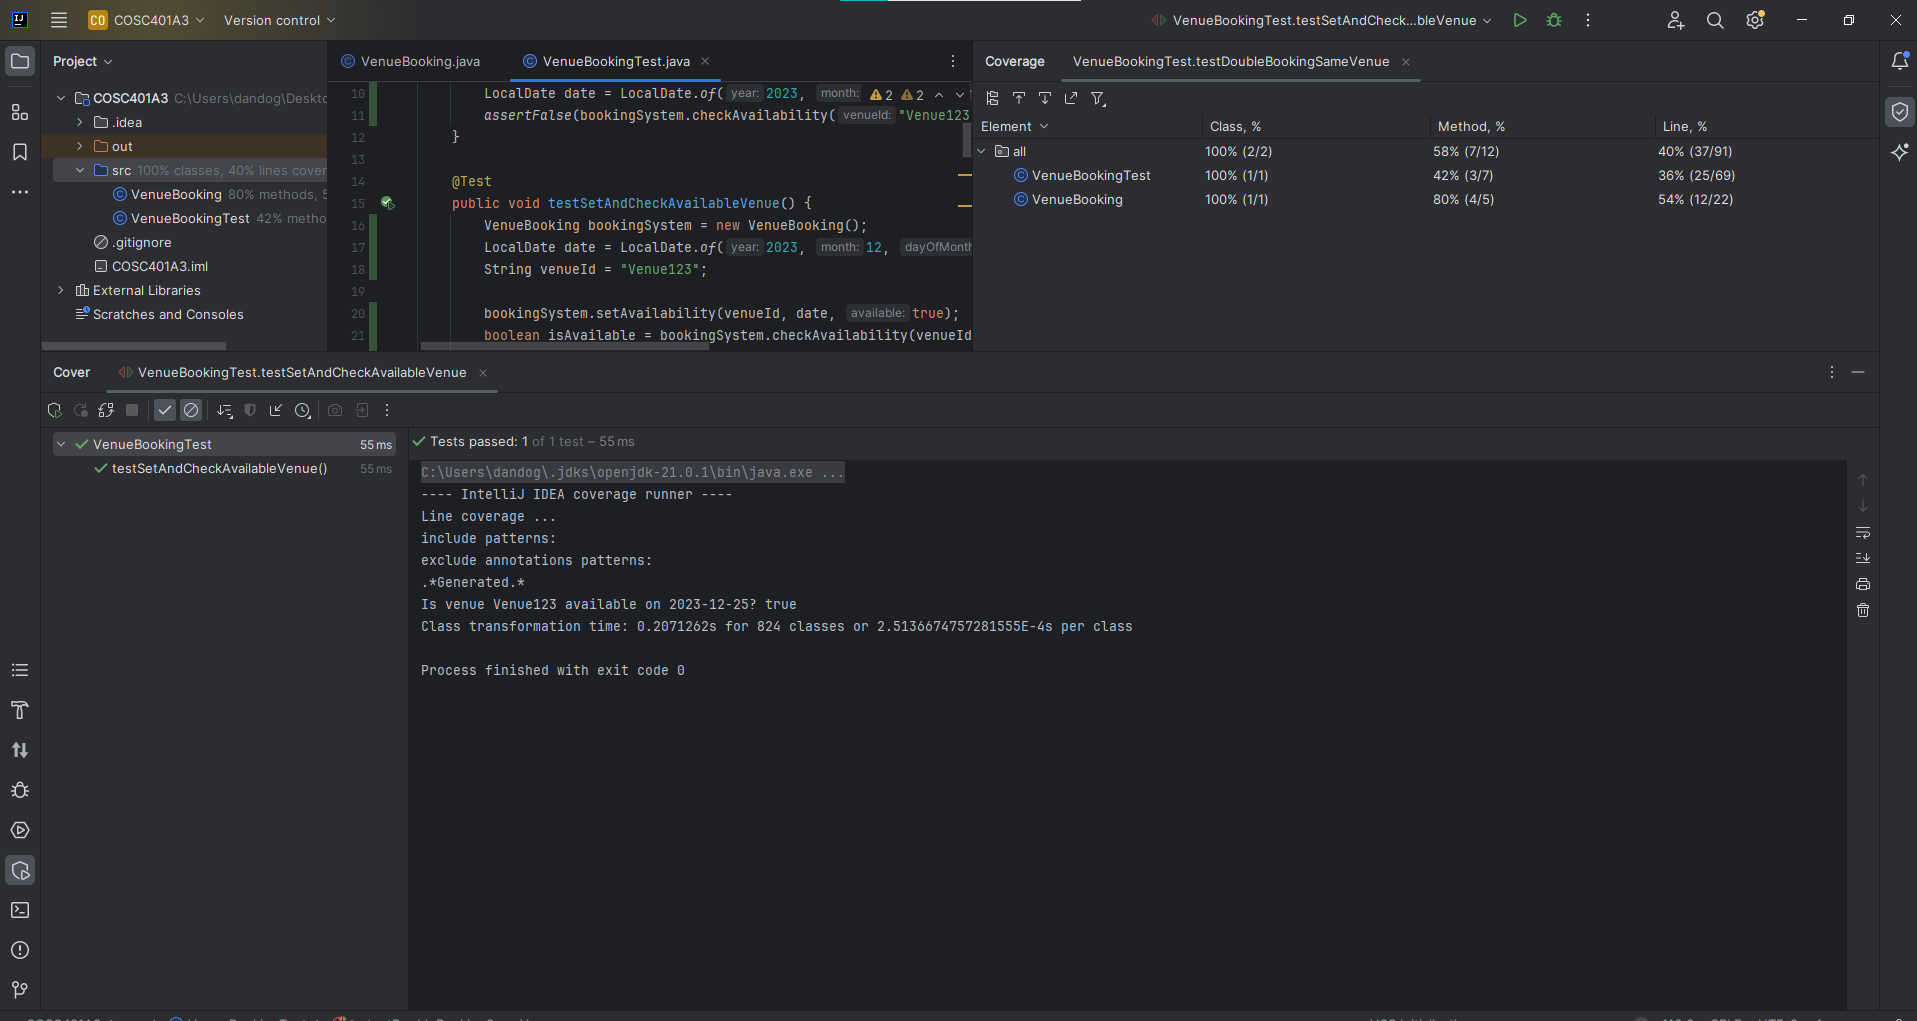 CO COSC401A3 Version control VenueBookingTest.testSetAndCheck...bleVenue
Project
COSC401A3 C:\Users\dandog\Deskto
.idea
out
src 100% classes, 40% lines cover
VenueBooking 80% methods, 5
VenueBookingTest 42% metho
.gitignore
COSC401A3.iml
External Libraries
Scratches and Consoles
VenueBooking.java VenueBookingTest.java
10 LocalDate date = LocalDate.of( year: 2023, month: 2 2
11 assertFalse(bookingSystem.checkAvailability( venueId: "Venue123
12 }
13
14 @Test
15 public void testSetAndCheckAvailableVenue() {
16 VenueBooking bookingSystem = new VenueBooking();
17 LocalDate date = LocalDate.of( year: 2023, month: 12, dayOfMonth
18 String venueId = "Venue123";
19
20 bookingSystem.setAvailability(venueId, date, available: true);
21 boolean isAvailable = bookingSystem.checkAvailability(venueId
Coverage VenueBookingTest.testDoubleBookingSameVenue
Element Class, % Method, % Line, %
all 100% (2/2) 58% (7/12) 40% (37/91)
VenueBookingTest 100% (1/1) 42% (3/7) 36% (25/69)
VenueBooking 100% (1/1) 80% (4/5) 54% (12/22)
Cover VenueBookingTest.testSetAndCheckAvailableVenue
VenueBookingTest 55 ms
testSetAndCheckAvailableVenue() 55 ms
Tests passed: 1 of 1 test – 55 ms
C:\Users\dandog\.jdks\openjdk-21.0.1\bin\java.exe ...
---- IntelliJ IDEA coverage runner ----
Line coverage ...
include patterns:
exclude annotations patterns:
.*Generated.*
Is venue Venue123 available on 2023-12-25? true
Class transformation time: 0.2071262s for 824 classes or 2.5136674757281555E-4s per class
Process finished with exit code 0